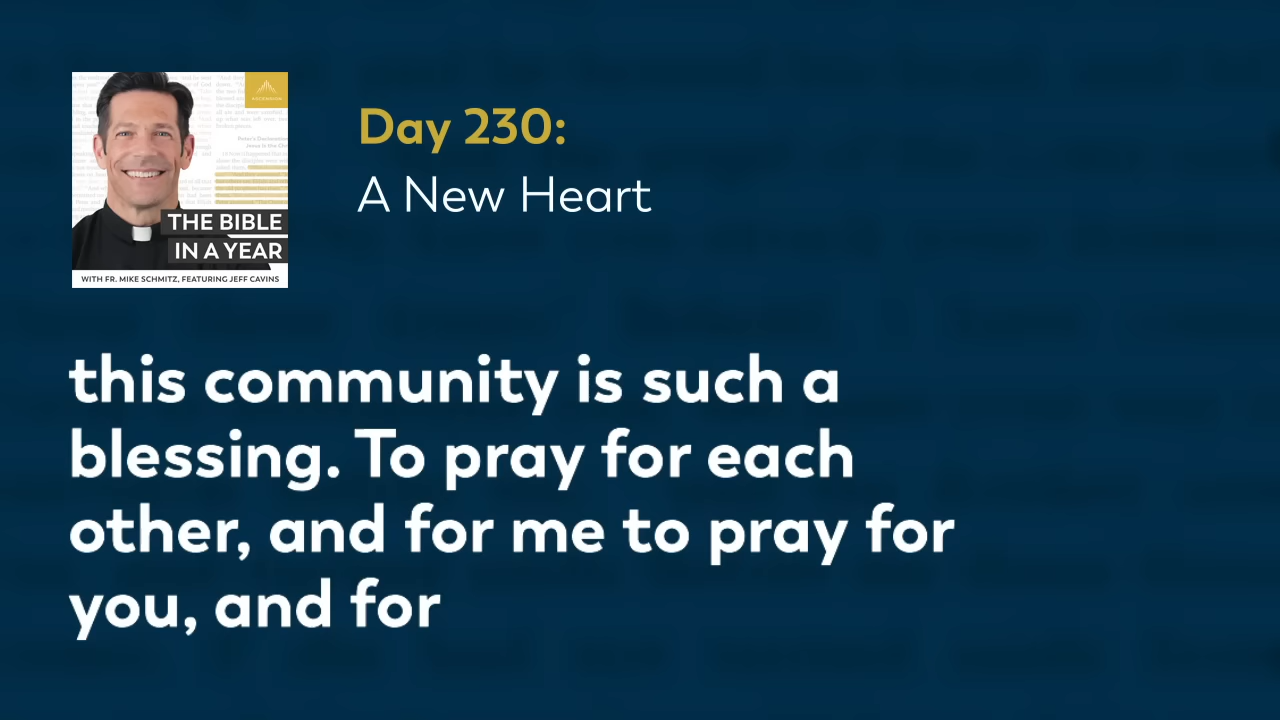 ASCENSION
THE BIBLE
IN A YEAR
WITH FR. MIKE SCHMITZ, FEATURING JEFF CAVINS
Day 230:
A New Heart
this community is such a
blessing. To pray for each
other, and for me to pray for
you, and for